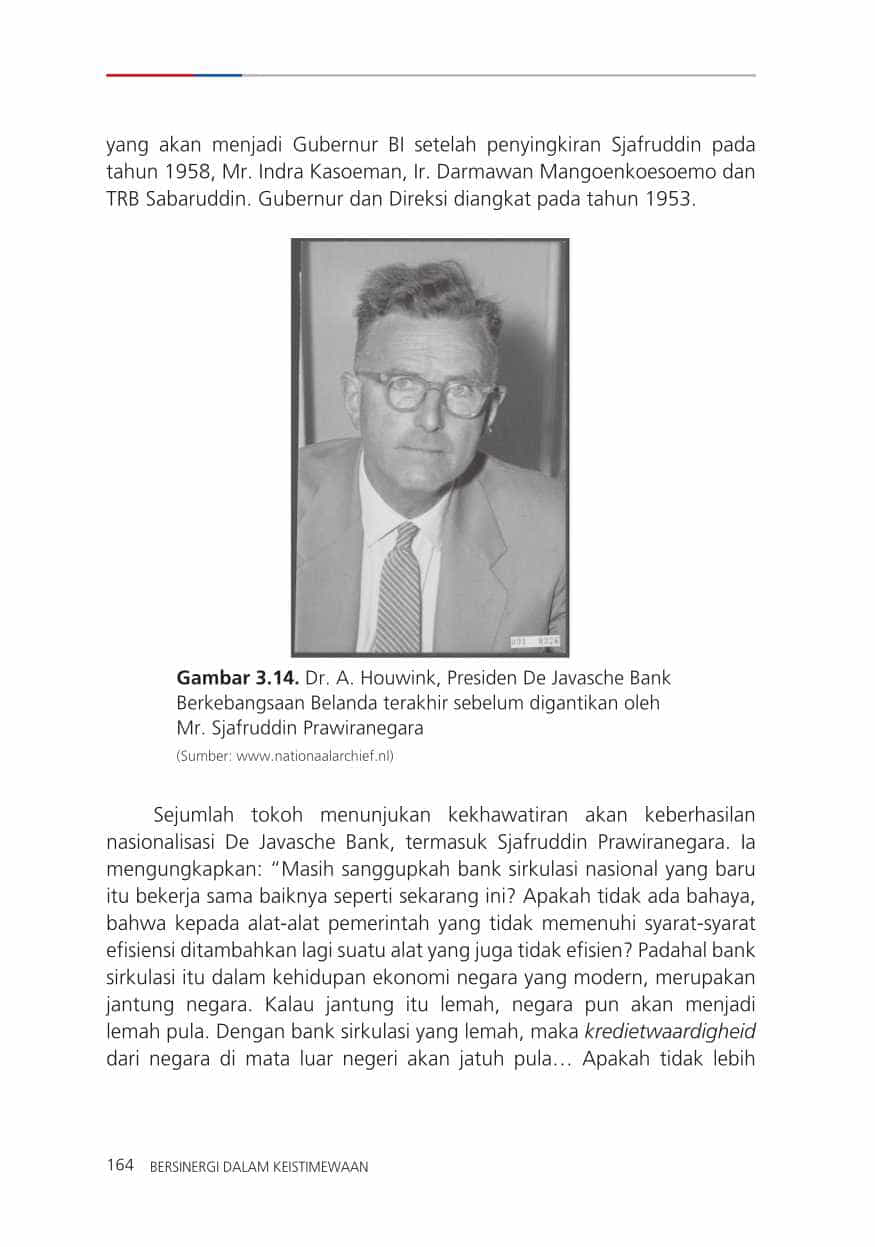 yang akan menjadi Gubernur BI setelah penyingkiran Sjafruddin pada
tahun 1958, Mr. Indra Kasoeman, Ir. Darmawan Mangoenkoesoemo dan
TRB Sabaruddin. Gubernur dan Direksi diangkat pada tahun 1953.
Gambar 3.14. Dr. A. Houwink, Presiden De Javasche Bank
Berkebangsaan Belanda terakhir sebelum digantikan oleh
Mr. Sjafruddin Prawiranegara
(Sumber: www.nationaalarchief.nl)
Sejumlah tokoh menunjukan kekhawatiran akan keberhasilan
nasionalisasi De Javasche Bank, termasuk Sjafruddin Prawiranegara. Ia
mengungkapkan: “Masih sanggupkah bank sirkulasi nasional yang baru
itu bekerja sama baiknya seperti sekarang ini? Apakah tidak ada bahaya,
bahwa kepada alat-alat pemerintah yang tidak memenuhi syarat-syarat
efisiensi ditambahkan lagi suatu alat yang juga tidak efisien? Padahal bank
sirkulasi itu dalam kehidupan ekonomi negara yang modern, merupakan
jantung negara. Kalau jantung itu lemah, negara pun akan menjadi
lemah pula. Dengan bank sirkulasi yang lemah, maka kredietwaardigheid
dari negara di mata luar negeri akan jatuh pula… Apakah tidak lebih
164 BERSINERGI DALAM KEISTIMEWAAN